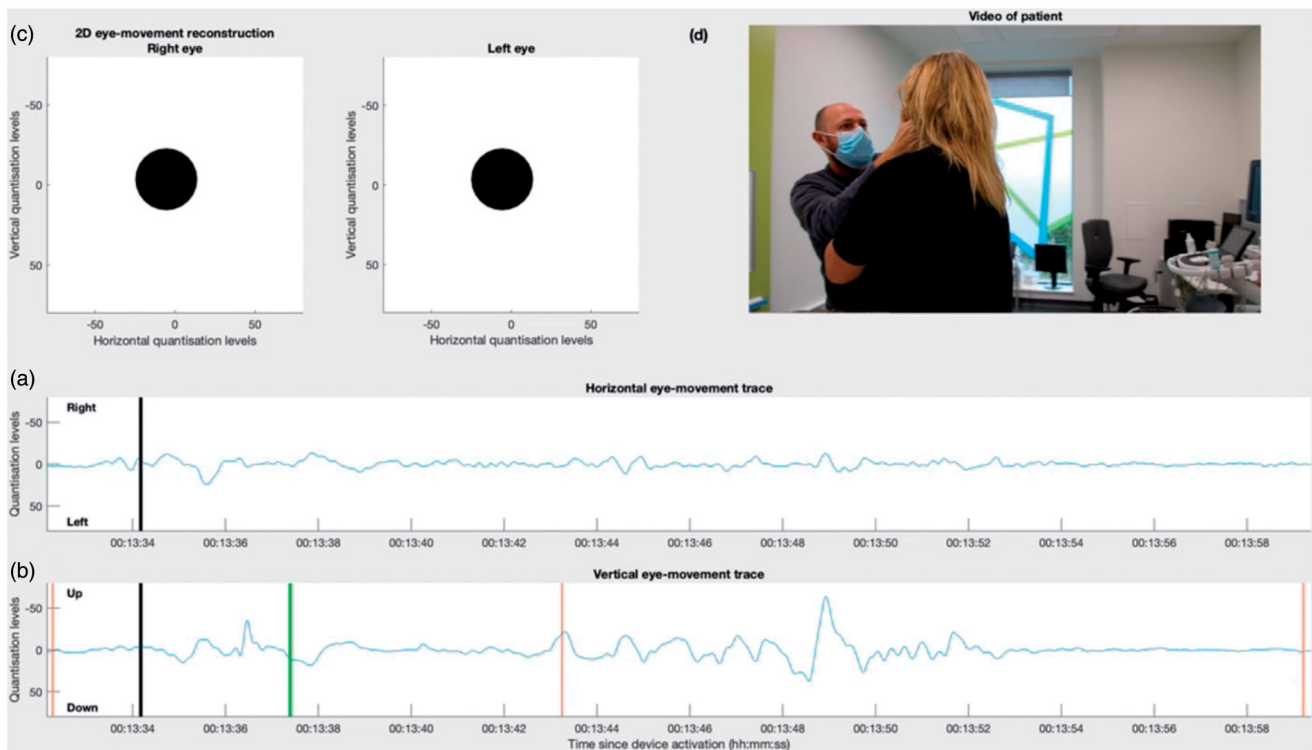 (c)
2D eye-movement reconstruction
Right eye
Left eye
Vertical quantisation levels
-50
0
50
-50 0 50
Horizontal quantisation levels
Vertical quantisation levels
-50
0
50
-50 0 50
Horizontal quantisation levels
(d)
Video of patient
(a)
Horizontal eye-movement trace
Quantisation levels
-50
0
50
Right
Left
00:13:34 00:13:36 00:13:38 00:13:40 00:13:42 00:13:44 00:13:46 00:13:48 00:13:50 00:13:52 00:13:54 00:13:56 00:13:58
(b)
Vertical eye-movement trace
Quantisation levels
-50
0
50
Up
Down
00:13:34 00:13:36 00:13:38 00:13:40 00:13:42 00:13:44 00:13:46 00:13:48 00:13:50 00:13:52 00:13:54 00:13:56 00:13:58
Time since device activation (hh:mm:ss)